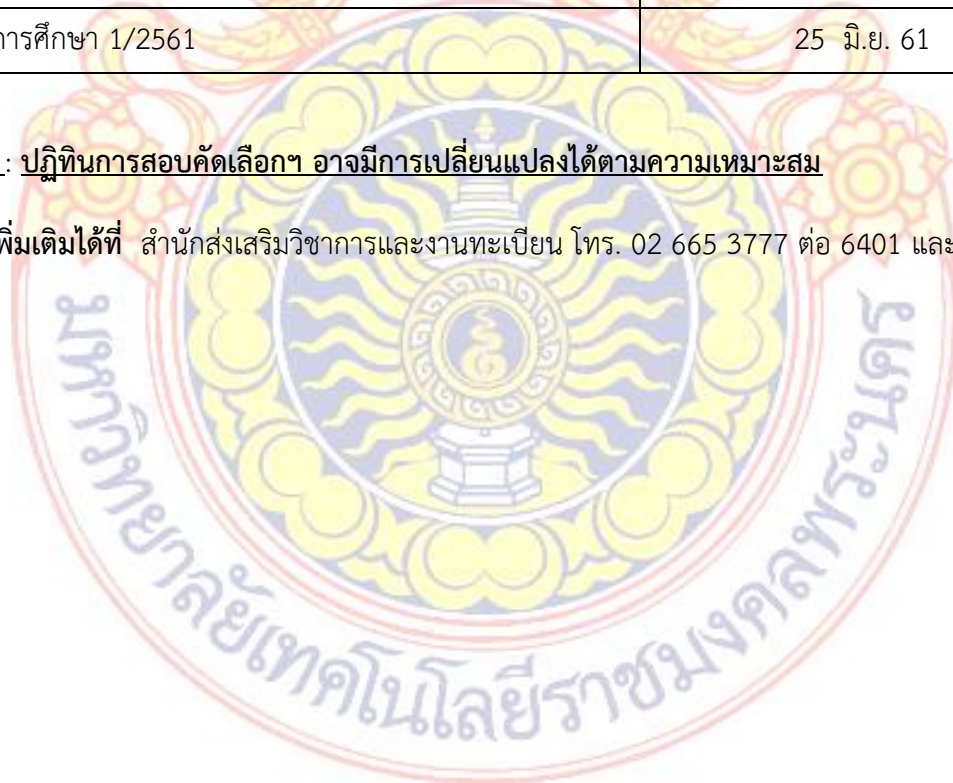 ารศึกษา 1/2561 25 มิ.ย. 61
: ปฏิทินการสอบคัดเลือกฯ อาจมีการเปลี่ยนแปลงได้ตามความเหมาะสม
พิ่มเติมได้ที่ สำนักส่งเสริมวิชาการและงานทะเบียน โทร. 02 665 3777 ต่อ 6401 และ
มหาวิทยาลัยเทคโนโลยีราชมงคลพระนคร